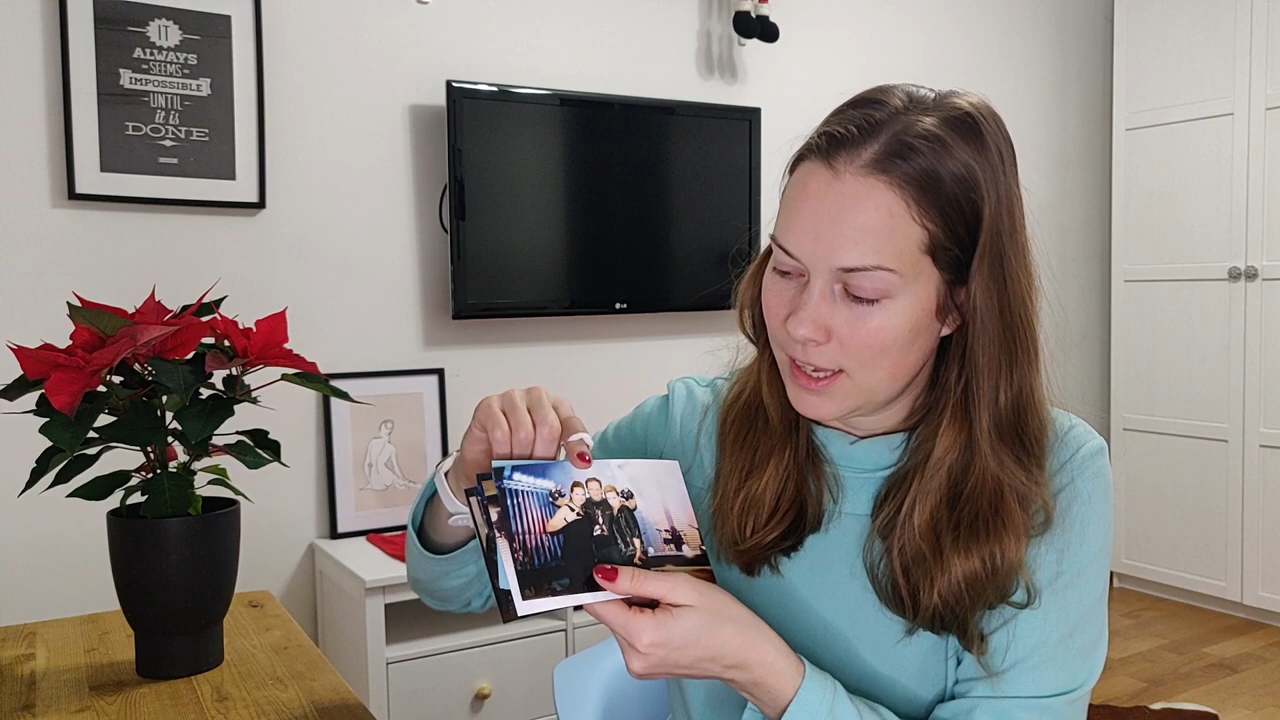 IT
ALWAYS
SEEMS
IMPOSSIBLE
UNTIL
it is
DONE
LG